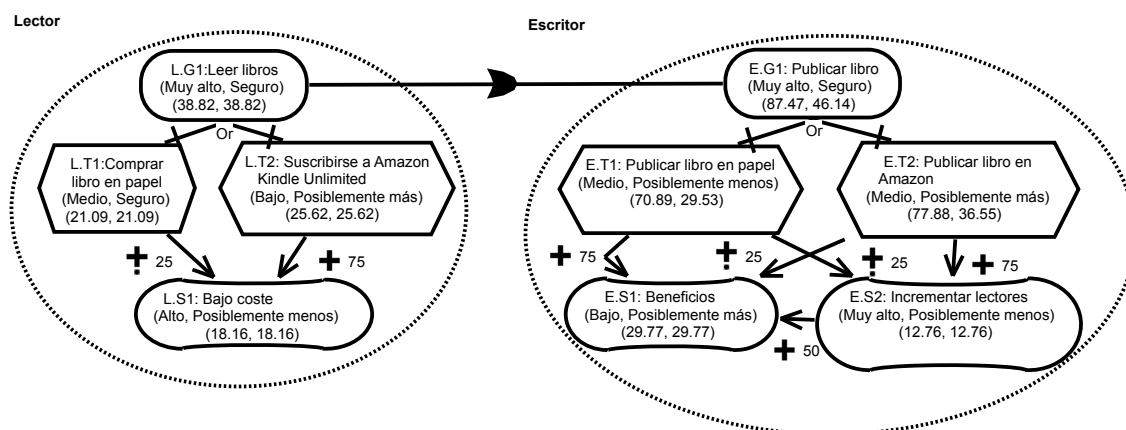 Lector
Escritor
L.G1:Leer libros
(Muy alto, Seguro)
(38.82, 38.82)
Or
L.T1:Comprar
libro en papel
(Medio, Seguro)
(21.09, 21.09)
L.T2: Suscribirse a Amazon
Kindle Unlimited
(Bajo, Posiblemente más)
(25.62, 25.62)
+ 25
+ 75
L.S1: Bajo coste
(Alto, Posiblemente menos)
(18.16, 18.16)
E.G1: Publicar libro
(Muy alto, Seguro)
(87.47, 46.14)
Or
E.T1: Publicar libro en papel
(Medio, Posiblemente menos)
(70.89, 29.53)
E.T2: Publicar libro en
Amazon
(Medio, Posiblemente más)
(77.88, 36.55)
+ 75
+ 25
+ 25
+ 75
E.S1: Beneficios
(Bajo, Posiblemente más)
(29.77, 29.77)
E.S2: Incrementar lectores
(Muy alto, Posiblemente menos)
(12.76, 12.76)
+ 50